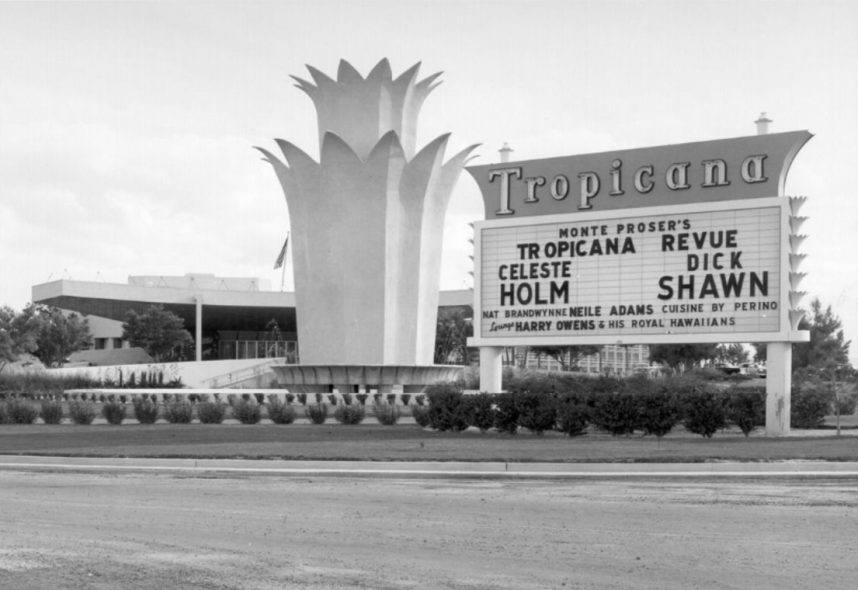 Tropicana
MONTE PROSER'S
TROPICANA REVUE
CELESTE DICK
HOLM SHAWN
NAT BRANDWYNNE NEILE ADAMS CUISINE BY PERINO
Lounge HARRY OWENS & HIS ROYAL HAWAIIANS